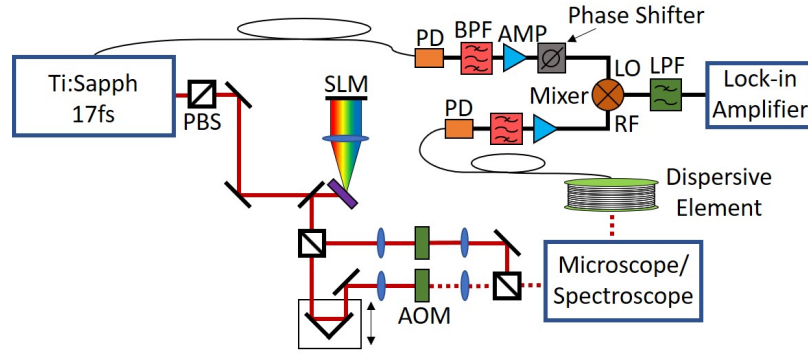 Phase Shifter
PD
BPF
AMP
Ti:Sapph
17fs
SLM
LO
LPF
Lock-in
Amplifier
PBS
PD
Mixer
RF
Dispersive
Element
Microscope/
Spectroscope
AOM